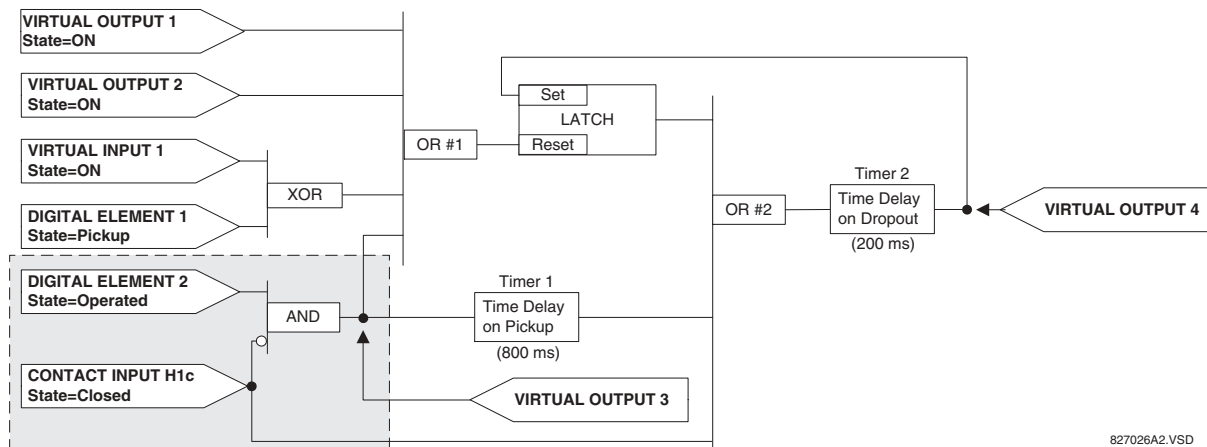 VIRTUAL OUTPUT 1
State=ON
VIRTUAL OUTPUT 2
State=ON
VIRTUAL INPUT 1
State=ON
DIGITAL ELEMENT 1
State=Pickup
DIGITAL ELEMENT 2
State=Operated
CONTACT INPUT H1c
State=Closed
XOR
AND
OR #1
Set
LATCH
Reset
Timer 1
Time Delay
on Pickup
(800 ms)
VIRTUAL OUTPUT 3
OR #2
Timer 2
Time Delay
on Dropout
(200 ms)
VIRTUAL OUTPUT 4
827026A2.VSD